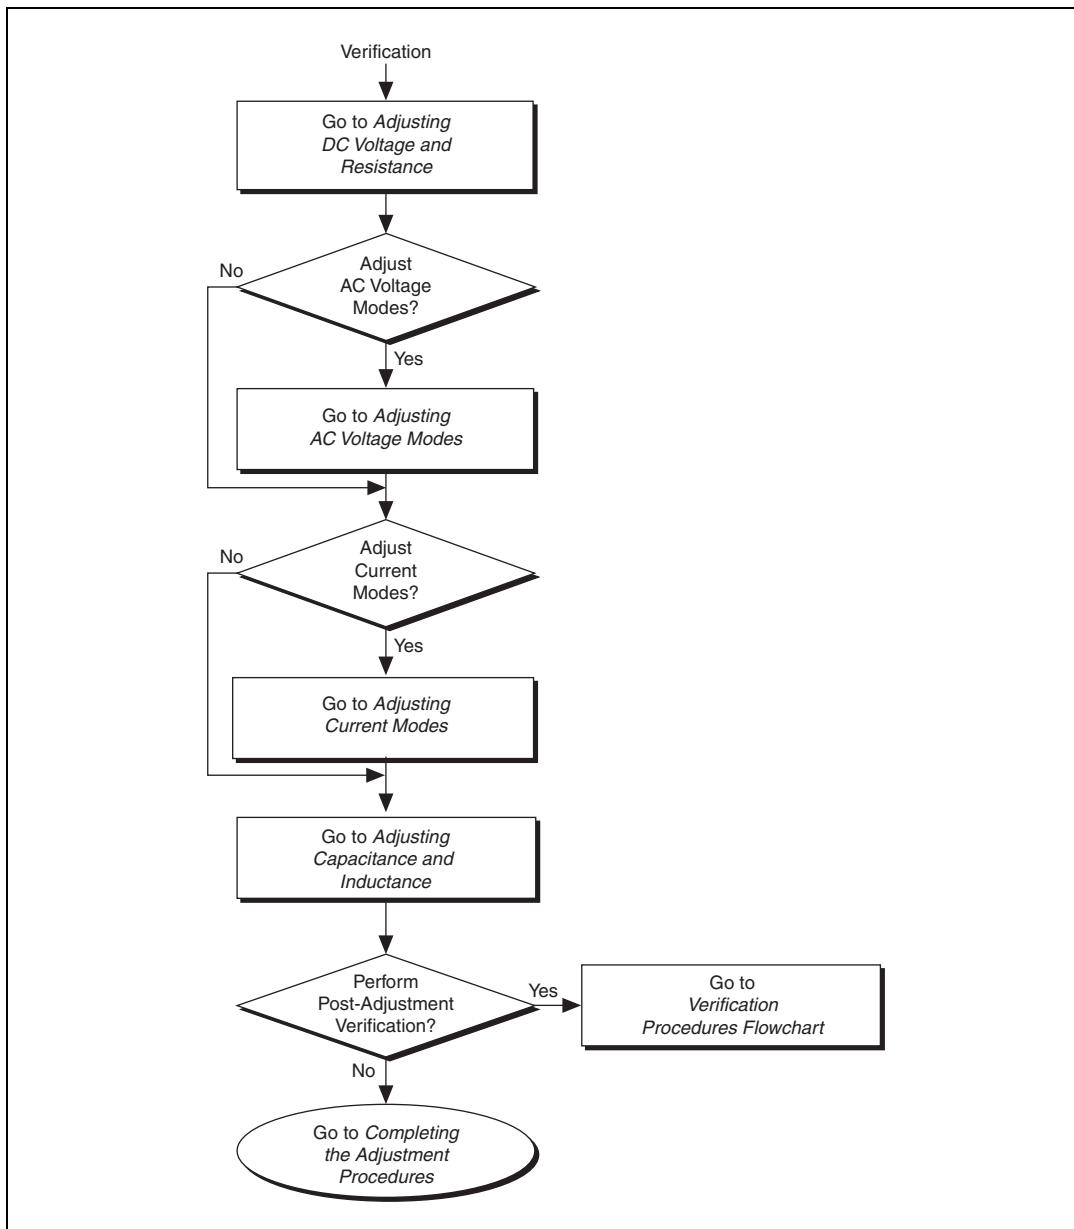 Verification
Go to Adjusting
DC Voltage and
Resistance
No
Adjust
AC Voltage
Modes?
Yes
Go to Adjusting
AC Voltage Modes
No
Adjust
Current
Modes?
Yes
Go to Adjusting
Current Modes
Go to Adjusting
Capacitance and
Inductance
Perform
Post-Adjustment
Verification?
Yes
Go to
Verification
Procedures Flowchart
No
Go to Completing
the Adjustment
Procedures